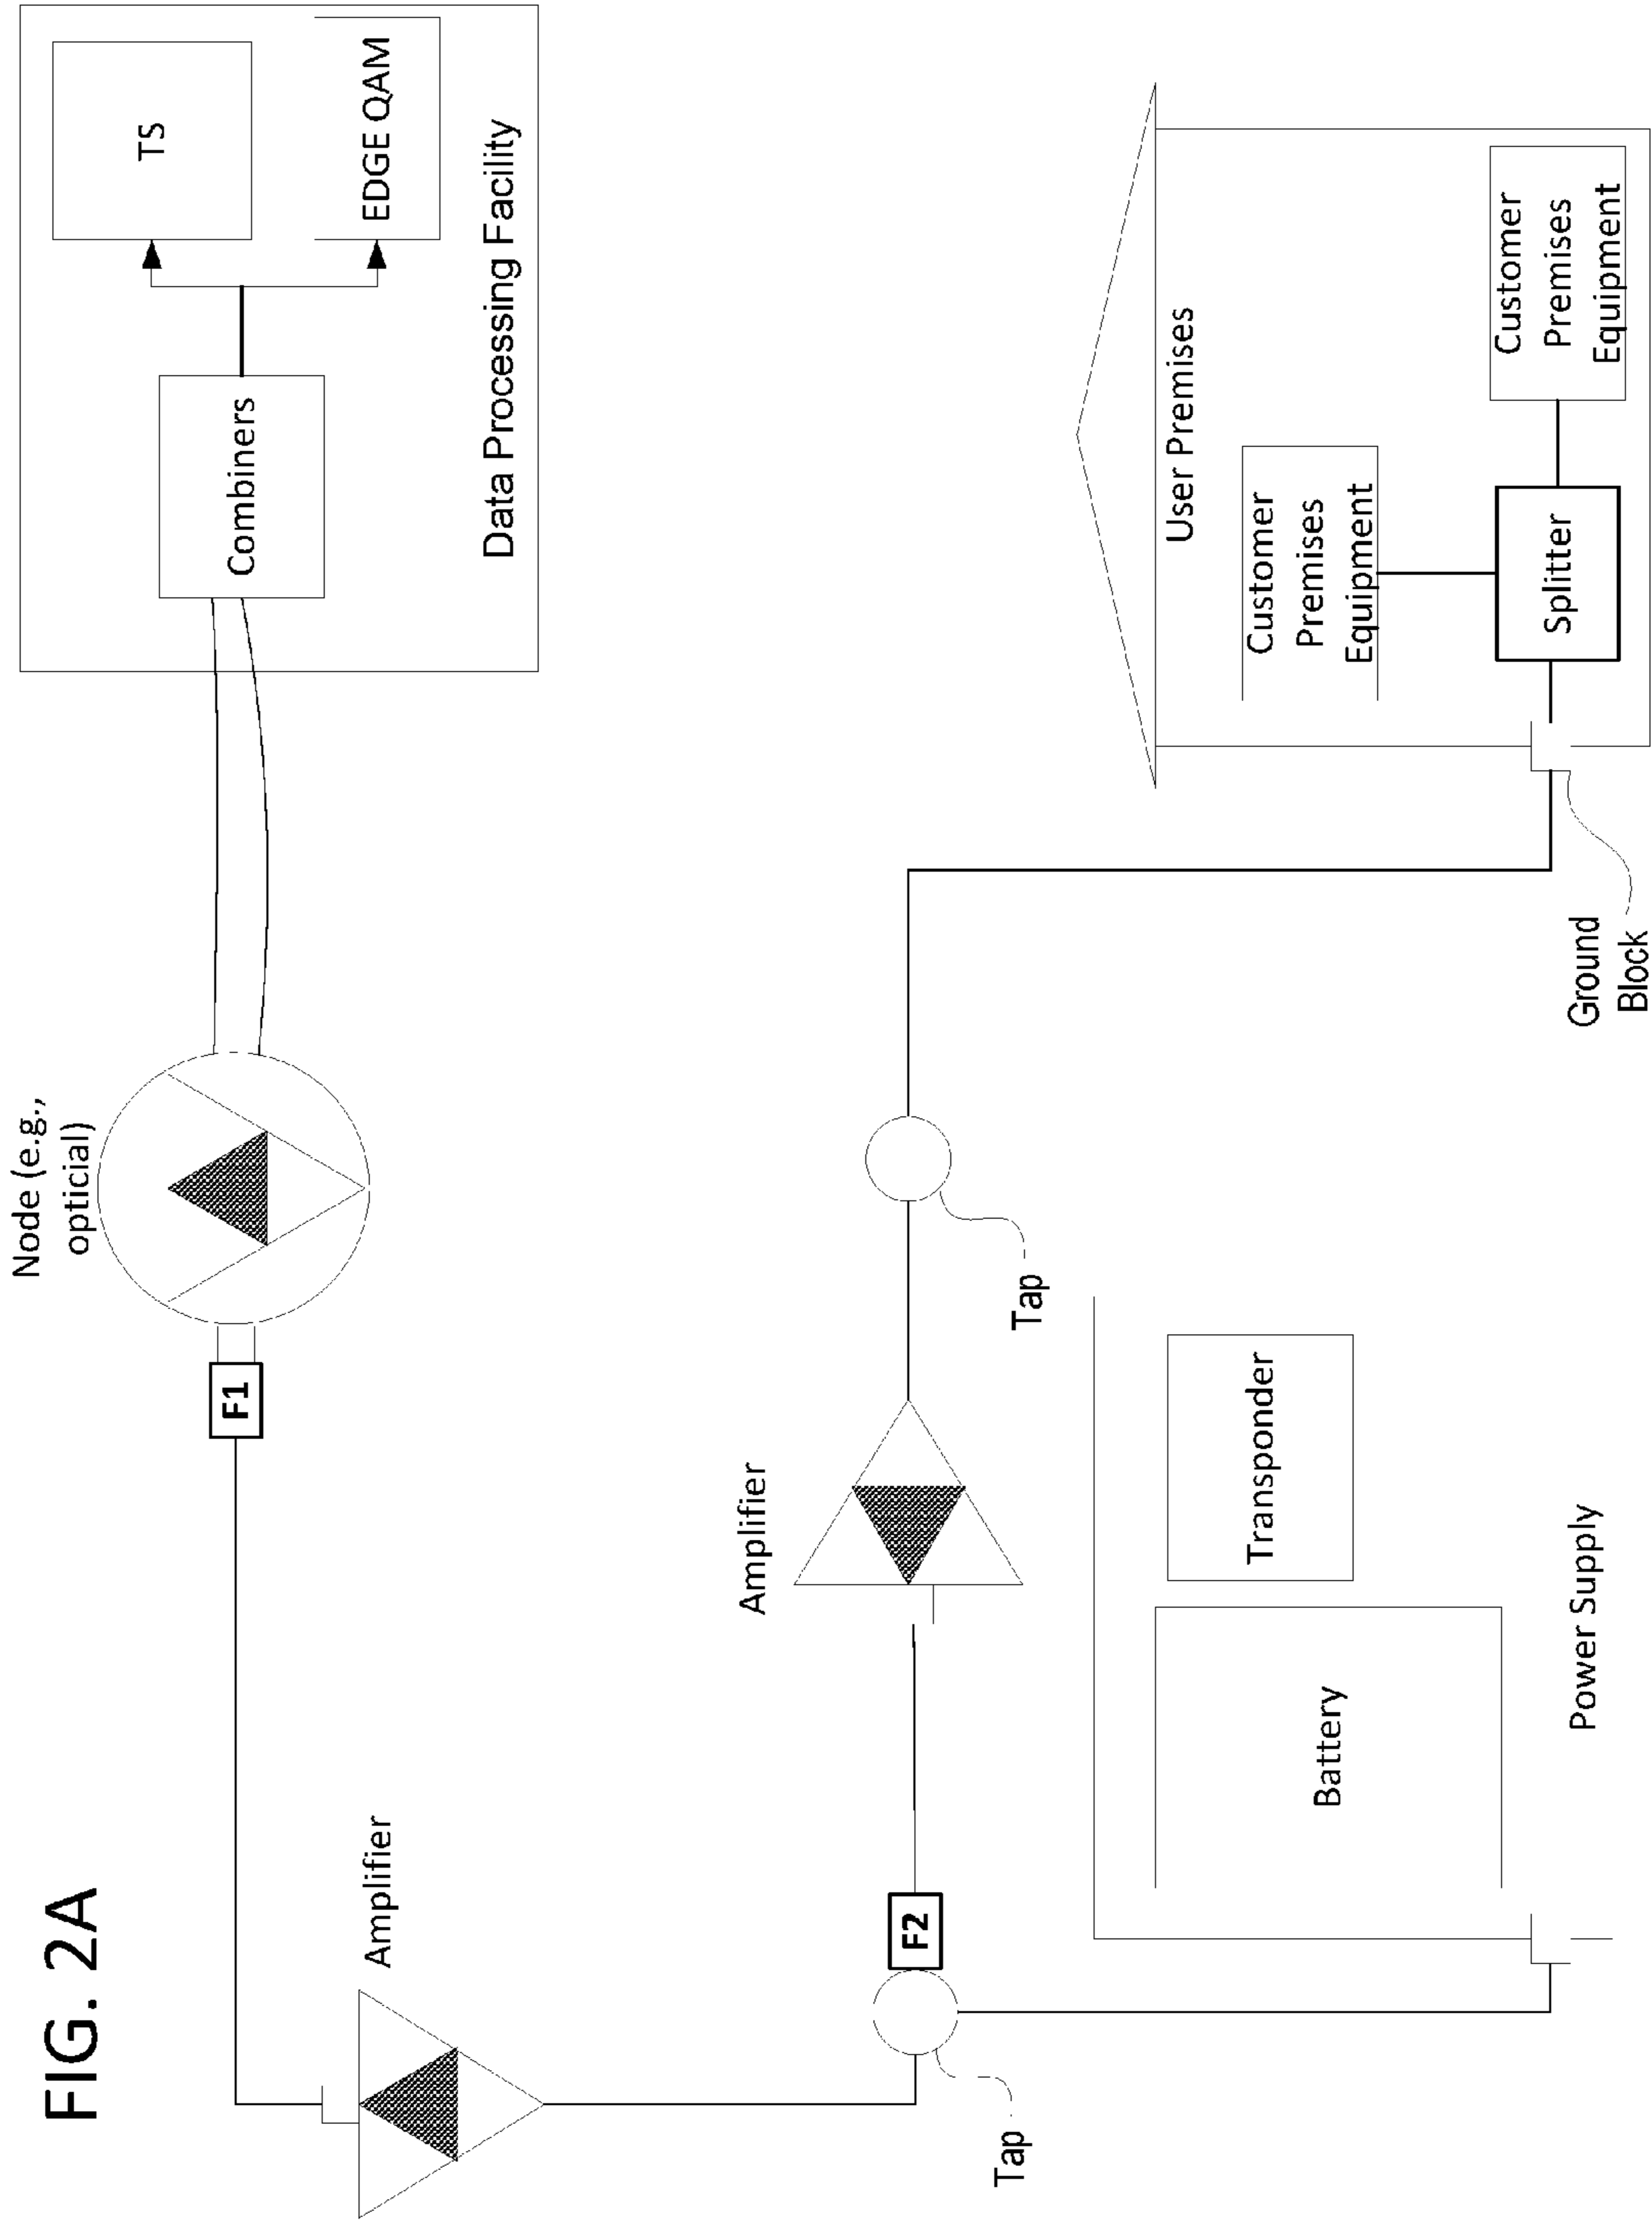 FIG. 2A
Node (e.g.,
opticial)
TS
EDGE QAM
Combiners
Data Processing Facility
F1
Amplifier
Amplifier
F2
Tap
Tap
Transponder
Battery
Power Supply
User Premises
Customer
Premises
Equipment
Customer
Premises
Equipment
Splitter
Ground
Block